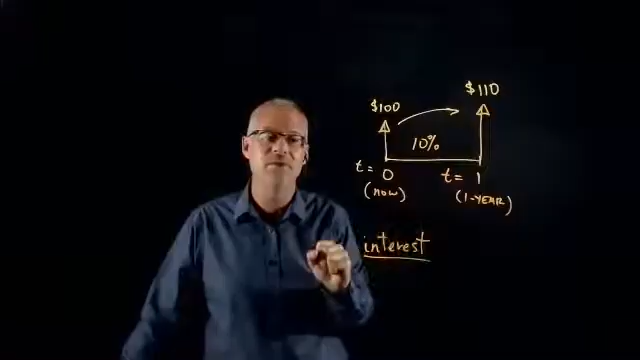 $110
$100
10%
t = 0
t = 1
(NOW)
(1-YEAR)
interest